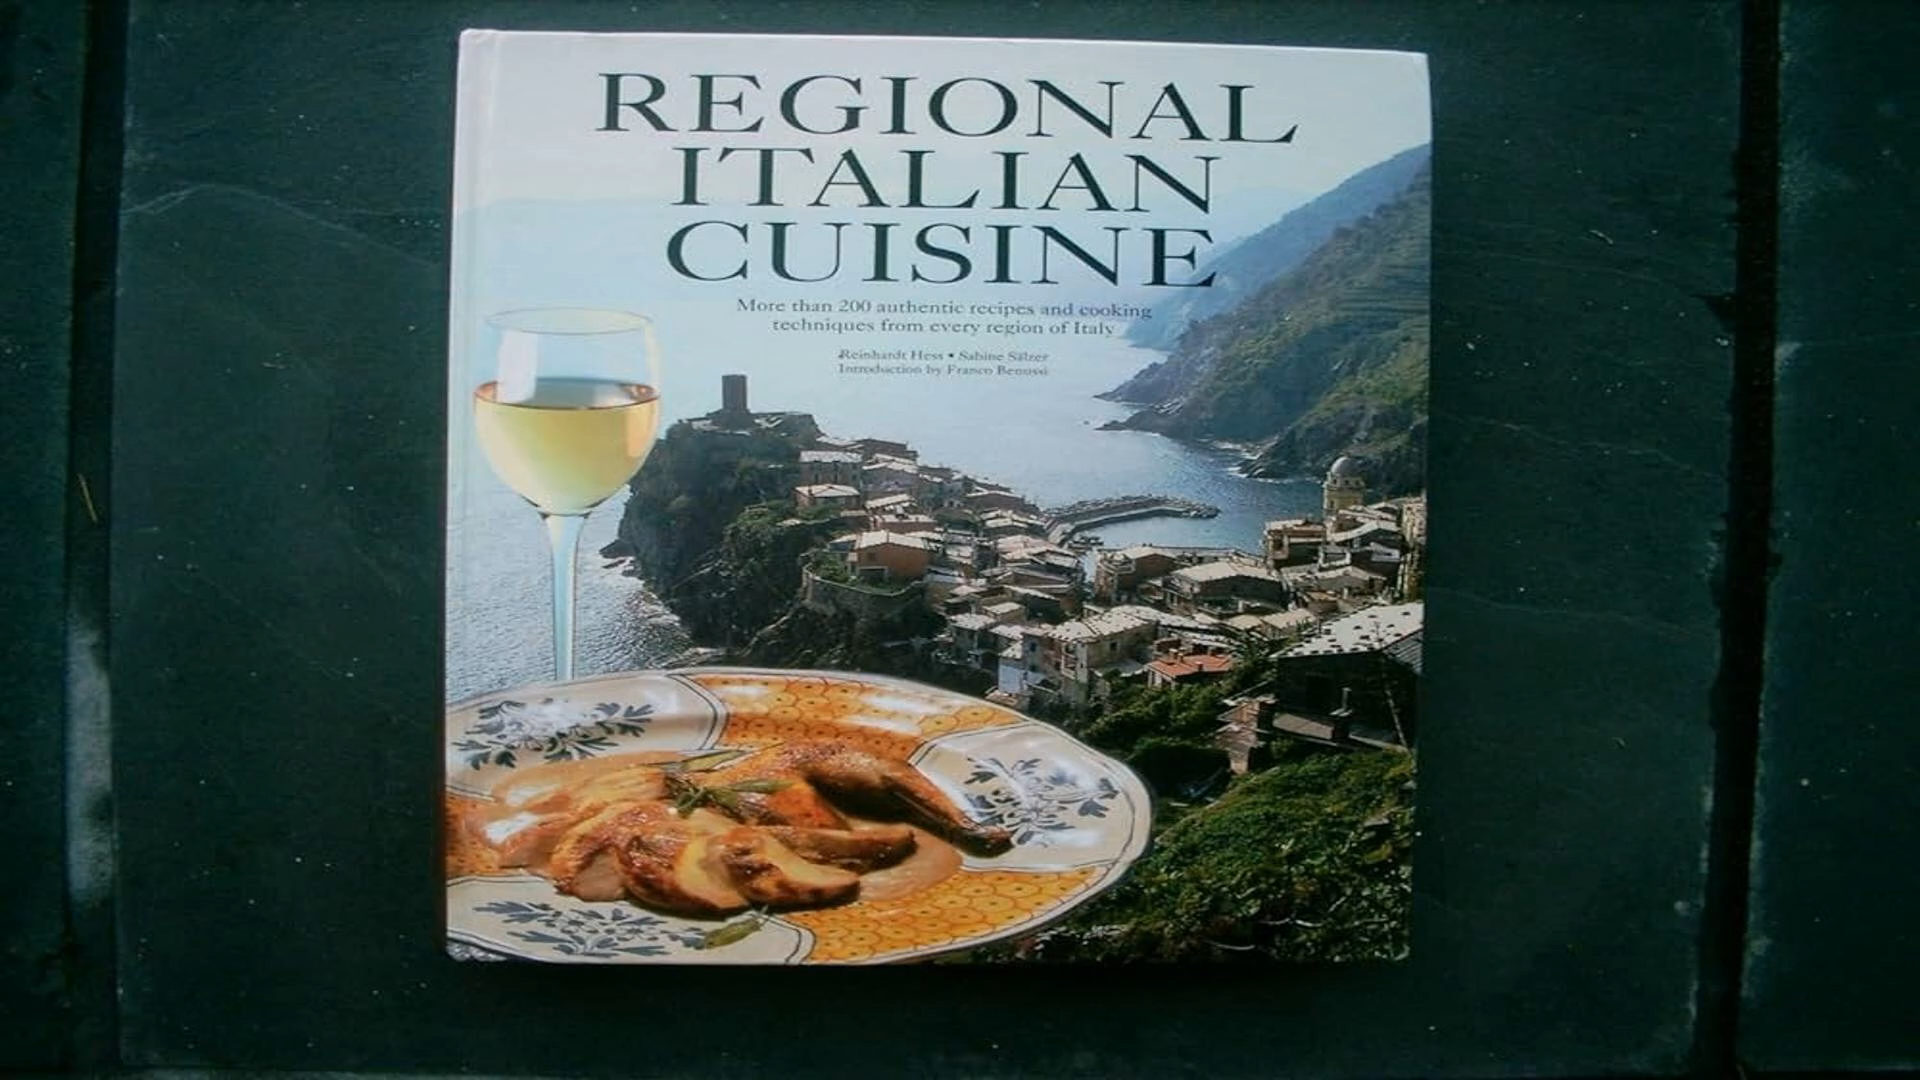 REGIONAL
ITALIAN
CUISINE
More than 200 authentic recipes and cooking
techniques from every region of Italy
Reinhardt Hess • Sabine Sälzer
Introduction by Franco Benussi